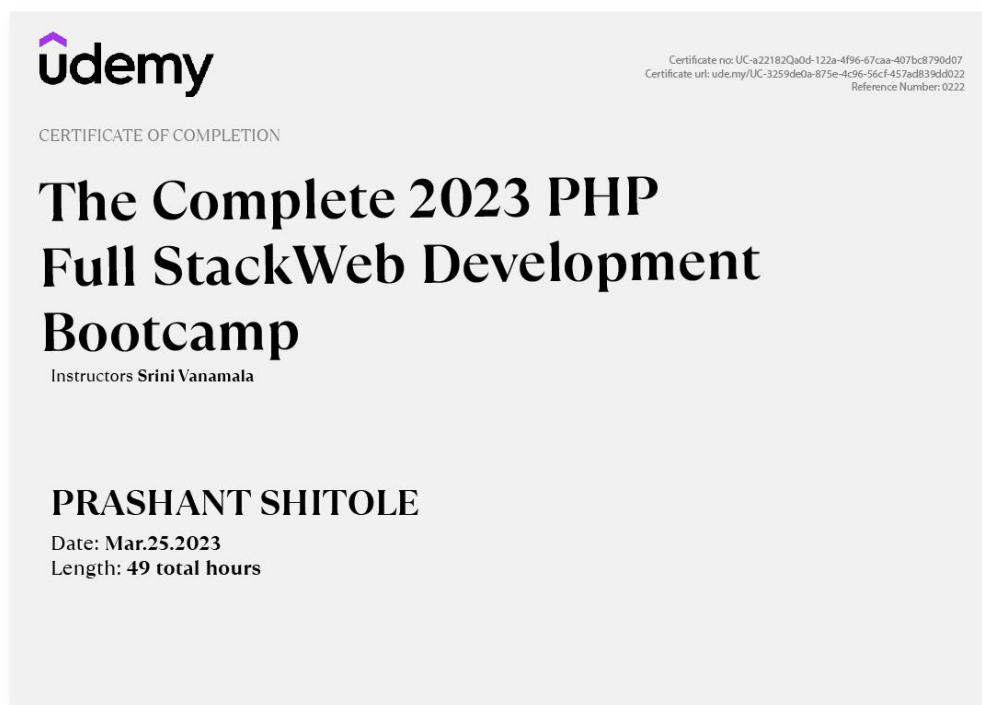 udemy
Certificate no: UC-a22182Qa0d-122a-4f96-67caa-407bc8790d07
Certificate url: ude.my/UC-3259de0a-875e-4c96-56cf-457ad839dd022
Reference Number: 0222
CERTIFICATE OF COMPLETION
The Complete 2023 PHP
Full StackWeb Development
Bootcamp
Instructors Srini Vanamala
PRASHANT SHITOLE
Date: Mar.25.2023
Length: 49 total hours